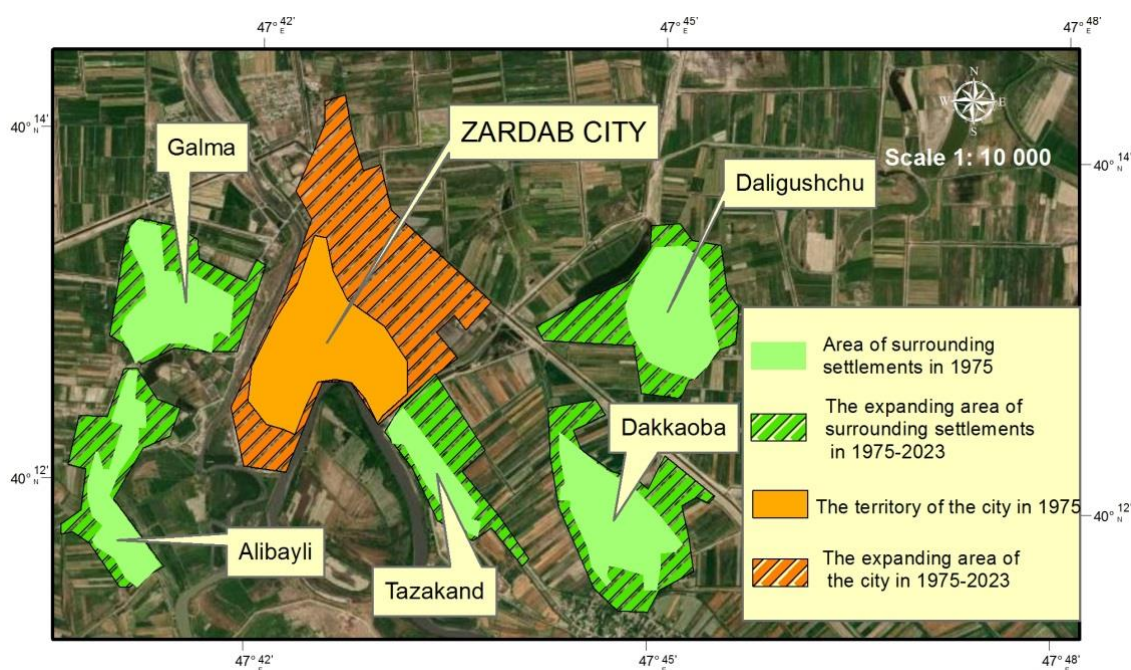 47° 42'
E
47° 45'
E
47° 48'
E
40° 14'
N
Galma
ZARDAB CITY
N
W E
S
Scale 1: 10 000
40° 14'
N
Daligushchu
Area of surrounding
settlements in 1975
The expanding area of
surrounding settlements
in 1975-2023
The territory of the city in 1975
The expanding area of
the city in 1975-2023
Dakkaoba
40° 12'
N
40° 12'
N
Alibayli
Tazakand
47° 42'
E
47° 45'
E
47° 48'
E